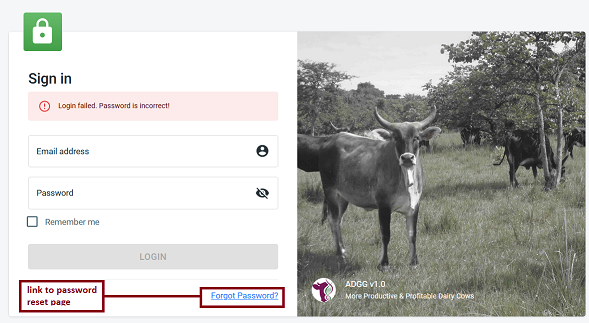 Sign in
Login failed. Password is incorrect!
Email address
Password
Remember me
LOGIN
link to password
reset page
Forgot Password?
ADGG v1.0
More Productive & Profitable Dairy Cows